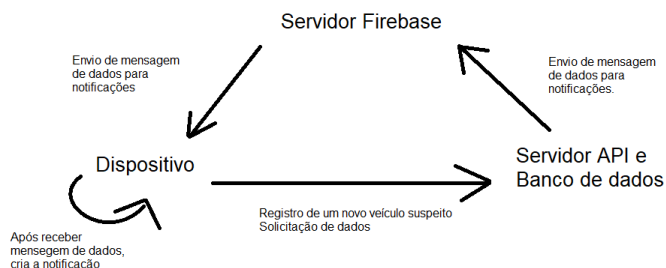 Servidor Firebase
Envio de mensagem
de dados para
notificações
Envio de mensagem
de dados para
notificações.
Dispositivo
Servidor API e
Banco de dados
Registro de um novo veículo suspeito
Solicitação de dados
Após receber
mensegem de dados,
cria a notificação